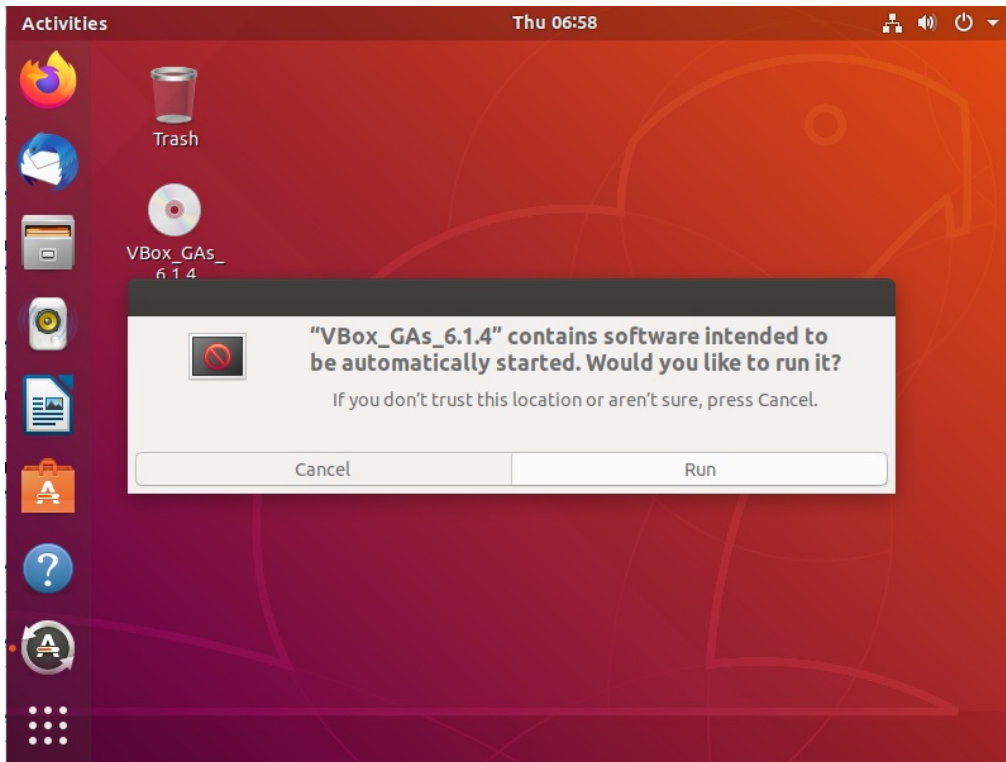 Activities
Thu 06:58
Trash
VBox_GAs_
6.1.4
“VBox_GAs_6.1.4” contains software intended to
be automatically started. Would you like to run it?
If you don’t trust this location or aren’t sure, press Cancel.
Cancel
Run